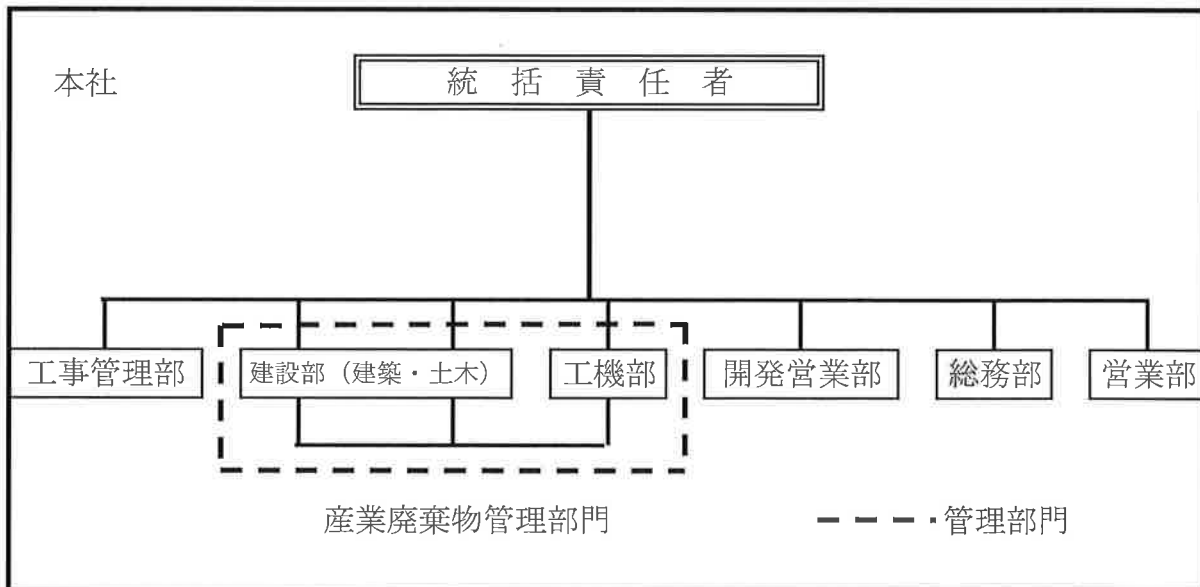 本社
統括責任者
工事管理部
建設部（建築・土木）
工機部
開発営業部
総務部
営業部
産業廃棄物管理部門
管理部門